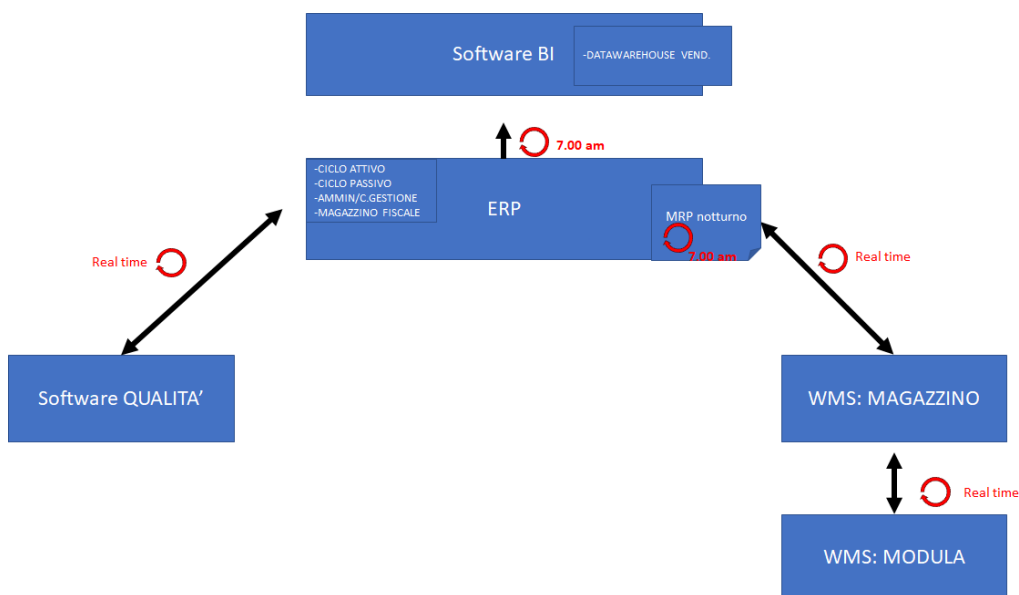 Software BI
-DATAWAREHOUSE VEND.
7.00 am
-CICLO ATTIVO
-CICLO PASSIVO
-AMMIN/C.GESTIONE
-MAGAZZINO FISCALE
ERP
MRP notturno
7.00 am
Real time
Real time
Software QUALITA’
WMS: MAGAZZINO
Real time
WMS: MODULA